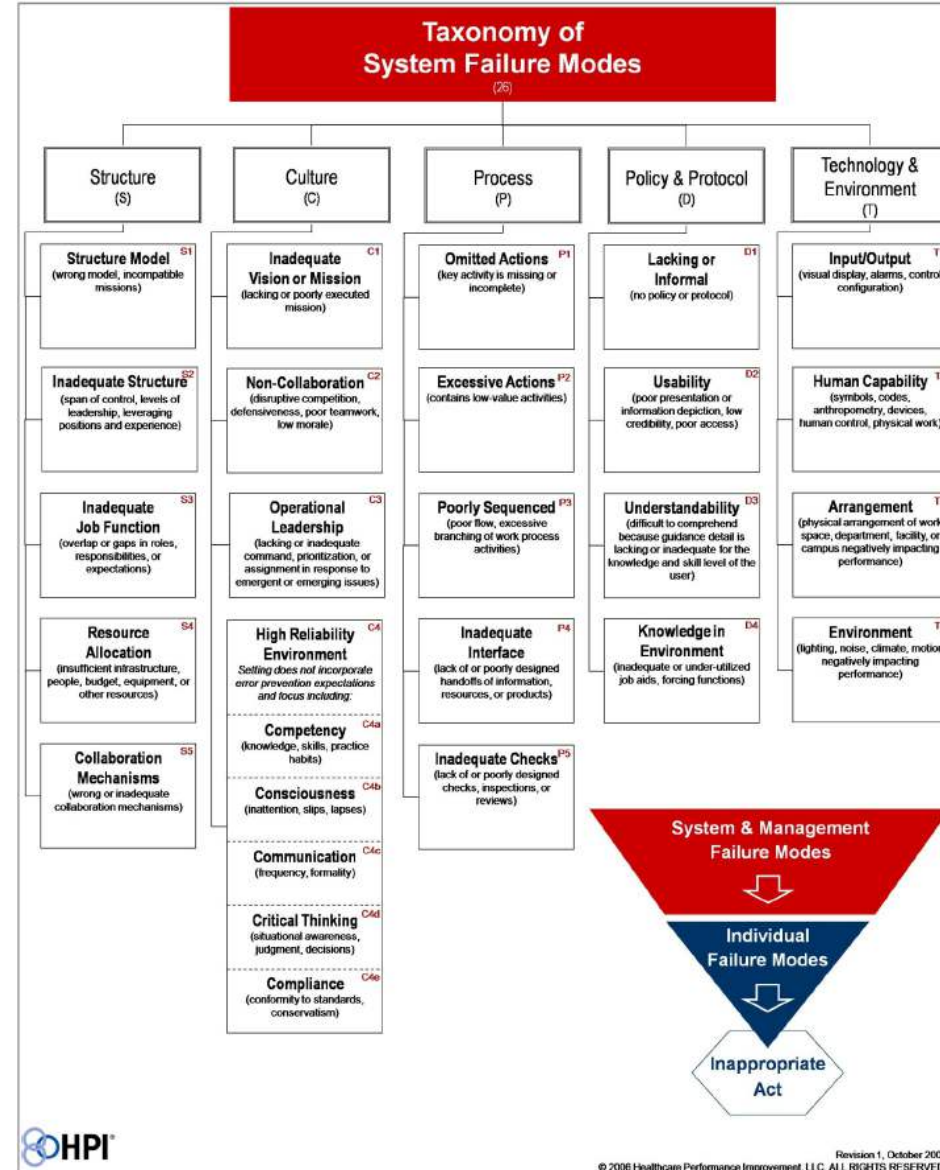 Taxonomy of
System Failure Modes
(26)
Structure
(S)
S1
Structure Model
(wrong model, incompatible
missions)
S2
Inadequate Structure
(span of control, levels of
leadership, leveraging
positions and experience)
S3
Inadequate
Job Function
(overlap or gaps in roles,
responsibilities, or
expectations)
S4
Resource
Allocation
(insufficient infrastructure,
people, budget, equipment, or
other resources)
S5
Collaboration
Mechanisms
(wrong or inadequate
collaboration mechanisms)
Culture
(C)
C1
Inadequate
Vision or Mission
(lacking or poorly executed
mission)
C2
Non-Collaboration
(disruptive competition,
defensiveness, poor teamwork,
low morale)
C3
Operational
Leadership
(lacking or inadequate
command, prioritization, or
assignment in response to
emergent or emerging issues)
C4
High Reliability
Environment
Setting does not incorporate
error prevention expectations
and focus including:
C4a
Competency
(knowledge, skills, practice
habits)
C4b
Consciousness
(inattention, slips, lapses)
C4c
Communication
(frequency, formality)
C4d
Critical Thinking
(situational awareness,
judgment, decisions)
C4e
Compliance
(conformity to standards,
conservatism)
Process
(P)
P1
Omitted Actions
(key activity is missing or
incomplete)
P2
Excessive Actions
(contains low-value activities)
P3
Poorly Sequenced
(poor flow, excessive
branching of work process
activities)
P4
Inadequate
Interface
(lack of or poorly designed
handoffs of information,
resources, or products)
P5
Inadequate Checks
(lack of or poorly designed
checks, inspections, or
reviews)
Policy & Protocol
(D)
D1
Lacking or
Informal
(no policy or protocol)
D2
Usability
(poor presentation or
information depiction, low
credibility, poor access)
D3
Understandability
(difficult to comprehend
because guidance detail is
lacking or inadequate for the
knowledge and skill level of the
user)
D4
Knowledge in
Environment
(inadequate or under-utilized
job aids, forcing functions)
Technology &
Environment
(T)
T
Input/Output
(visual display, alarms, control
configuration)
T
Human Capability
(symbols, codes,
anthropometry, devices,
human control, physical work)
T
Arrangement
(physical arrangement of work
space, department, facility, or
campus negatively impacting
performance)
T
Environment
(lighting, noise, climate, motion
negatively impacting
performance)
System & Management
Failure Modes
Individual
Failure Modes
Inappropriate
Act
HPI
Revision 1, October 200
© 2006 Healthcare Performance Improvement, LLC. ALL RIGHTS RESERVE